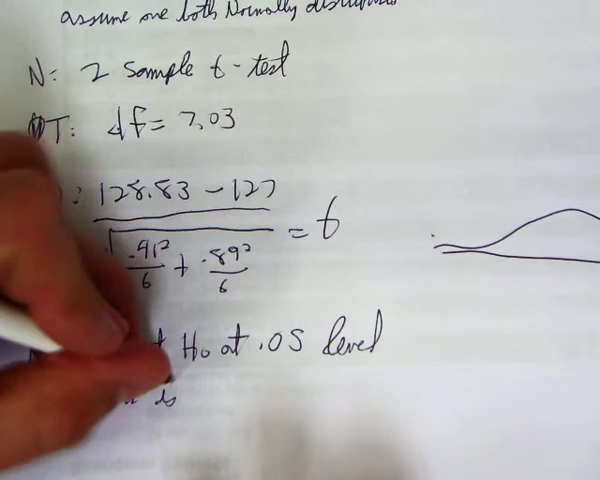 assume are both Normally
N: 2 Sample t-test
T: df = 7.03
: 128.83 - 127
.91² + .89² = t
6 6
t H₀ at .05 level
is